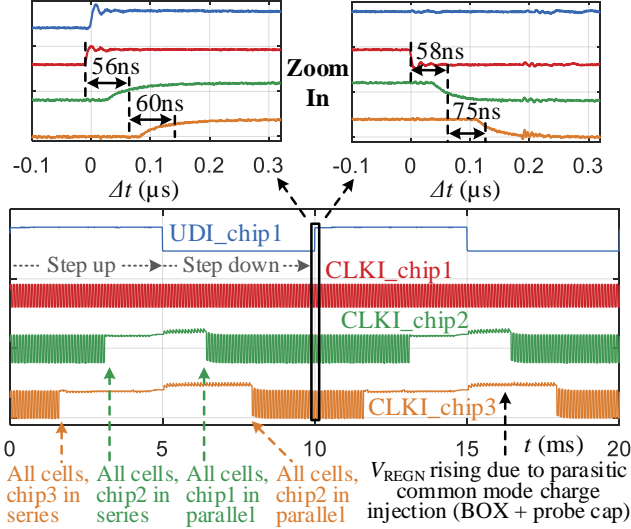 56ns
60ns
Zoom
In
58ns
75ns
-0.1 0 0.1 0.2 0.3
Δt (μs)
-0.1 0 0.1 0.2 0.3
Δt (μs)
UDI_chip1
Step up Step down
CLKI_chip1
CLKI_chip2
CLKI_chip3
0 5 10 15 t (ms) 20
All cells,
chip3 in
series
All cells,
chip2 in
series
All cells,
chip1 in
parallel
All cells,
chip2 in
parallel
VREGN rising due to parasitic
common mode charge
injection (BOX + probe cap)